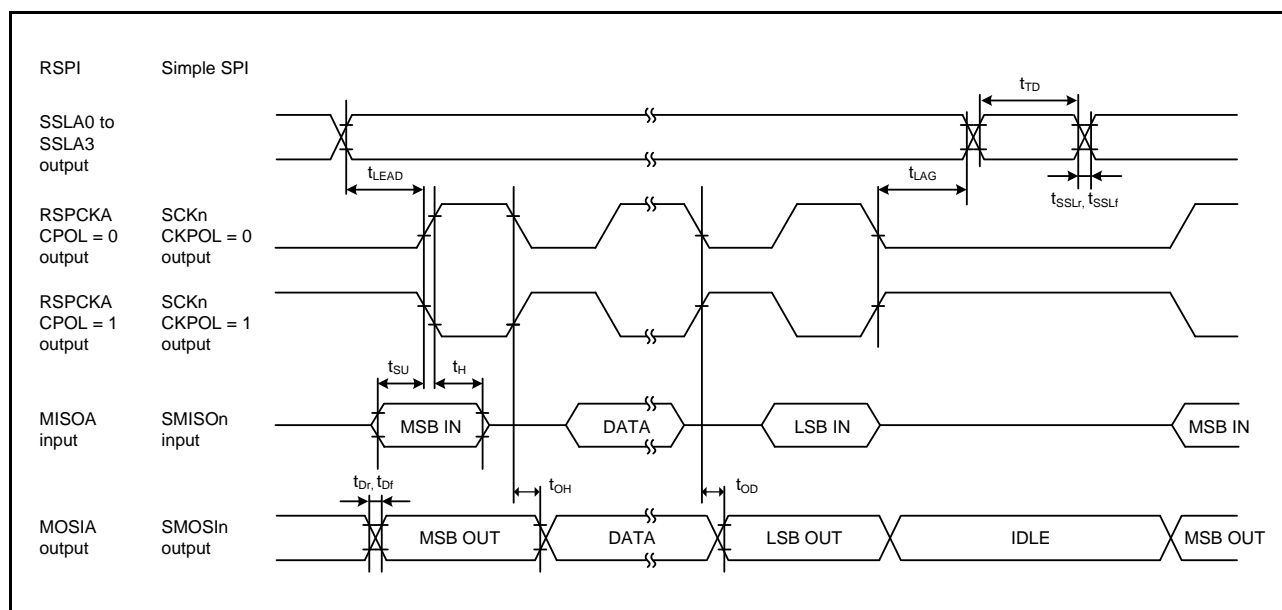 RSPI Simple SPI
SSLA0 to
SSLA3
output
tTD
tLEAD
tLAG
tSSLr, tSSLf
RSPCKA SCKn
CPOL = 0 CKPOL = 0
output output
RSPCKA SCKn
CPOL = 1 CKPOL = 1
output output
tSU tH
MISOA SMISOn
input input
MSB IN DATA LSB IN MSB IN
tDr, tDf
tOH tOD
MOSIA SMOSIn
output output
MSB OUT DATA LSB OUT IDLE MSB OUT